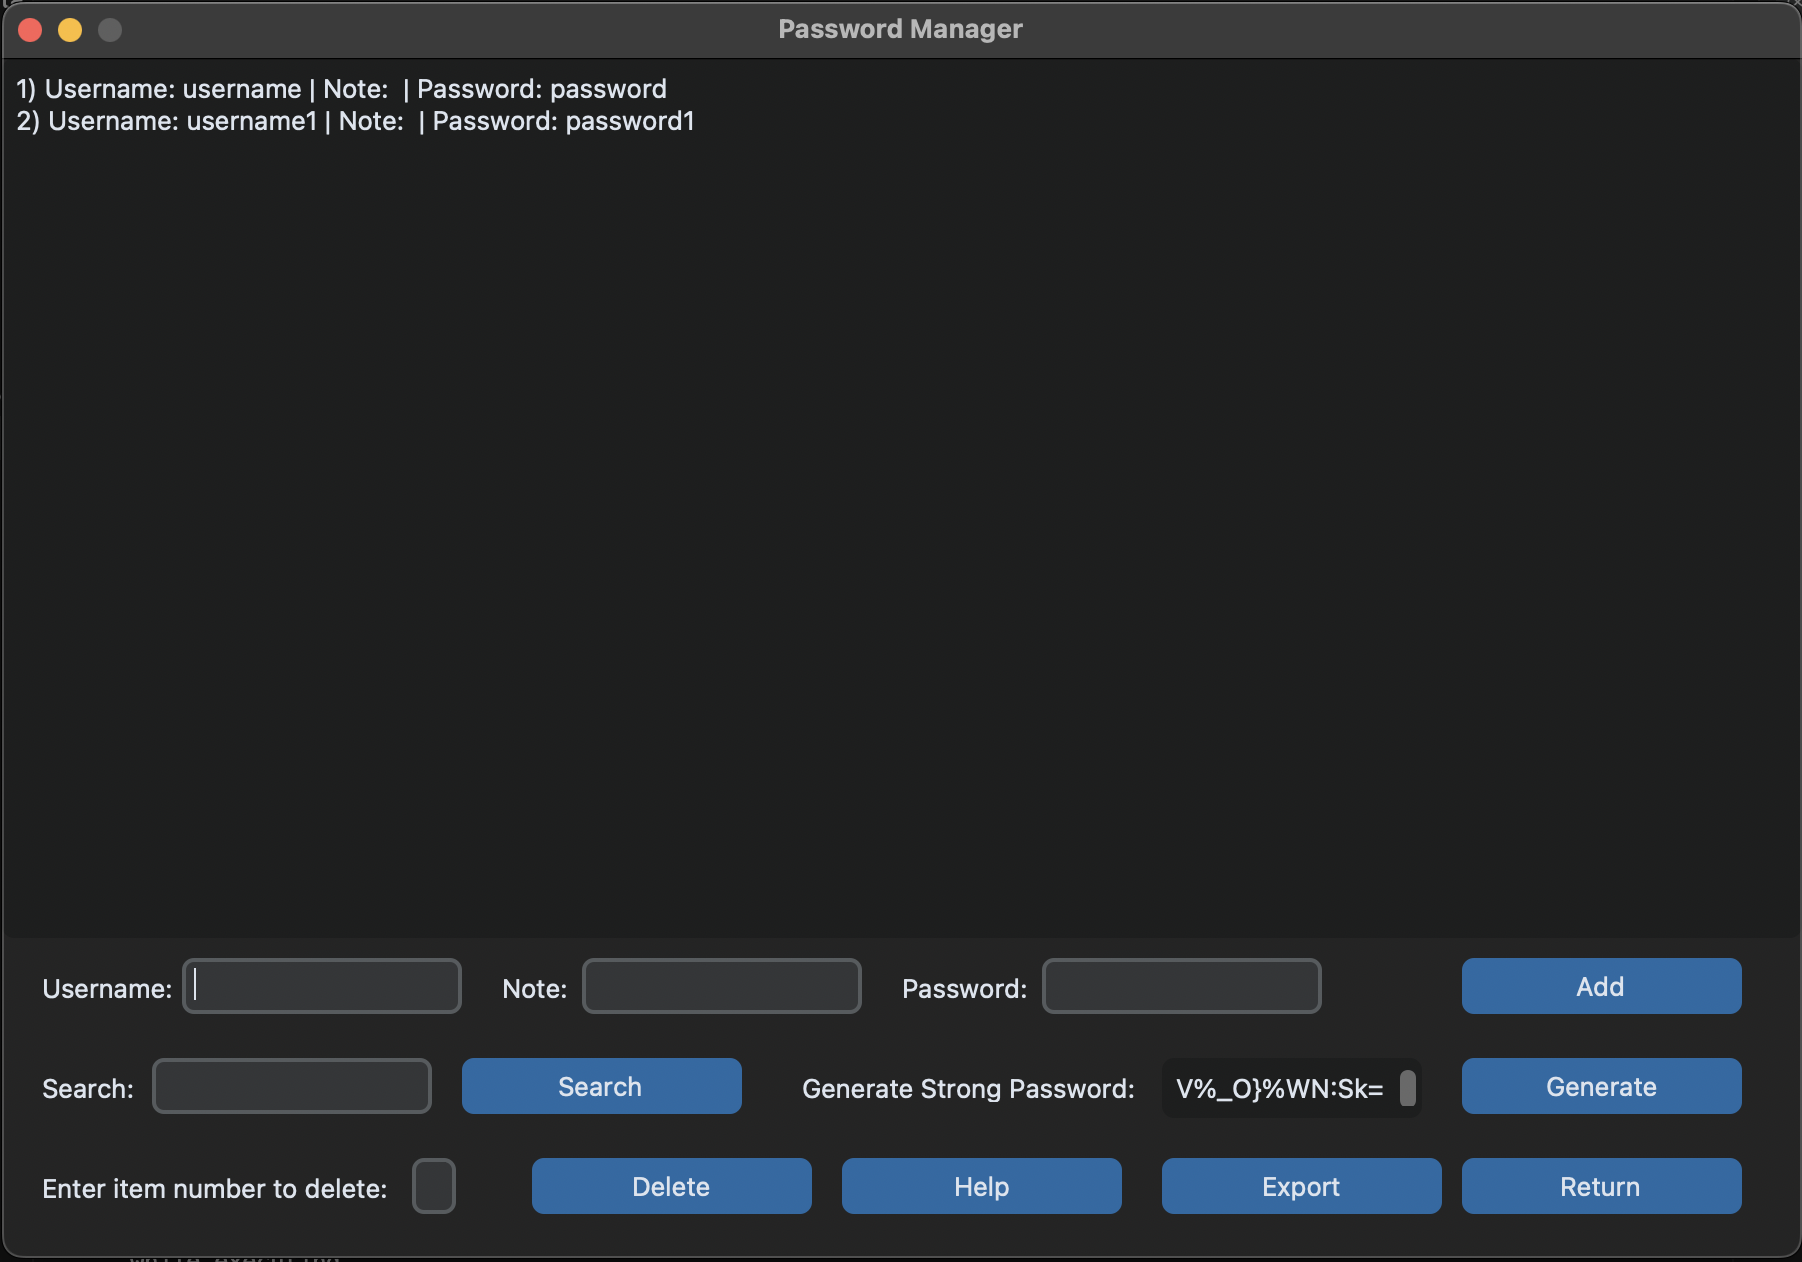 Password Manager
1) Username: username | Note:  | Password: password
2) Username: username1 | Note:  | Password: password1
Username: Note: Password: Add
Search: Search Generate Strong Password: V%_O}%WN:Sk= Generate
Enter item number to delete: Delete Help Export Return